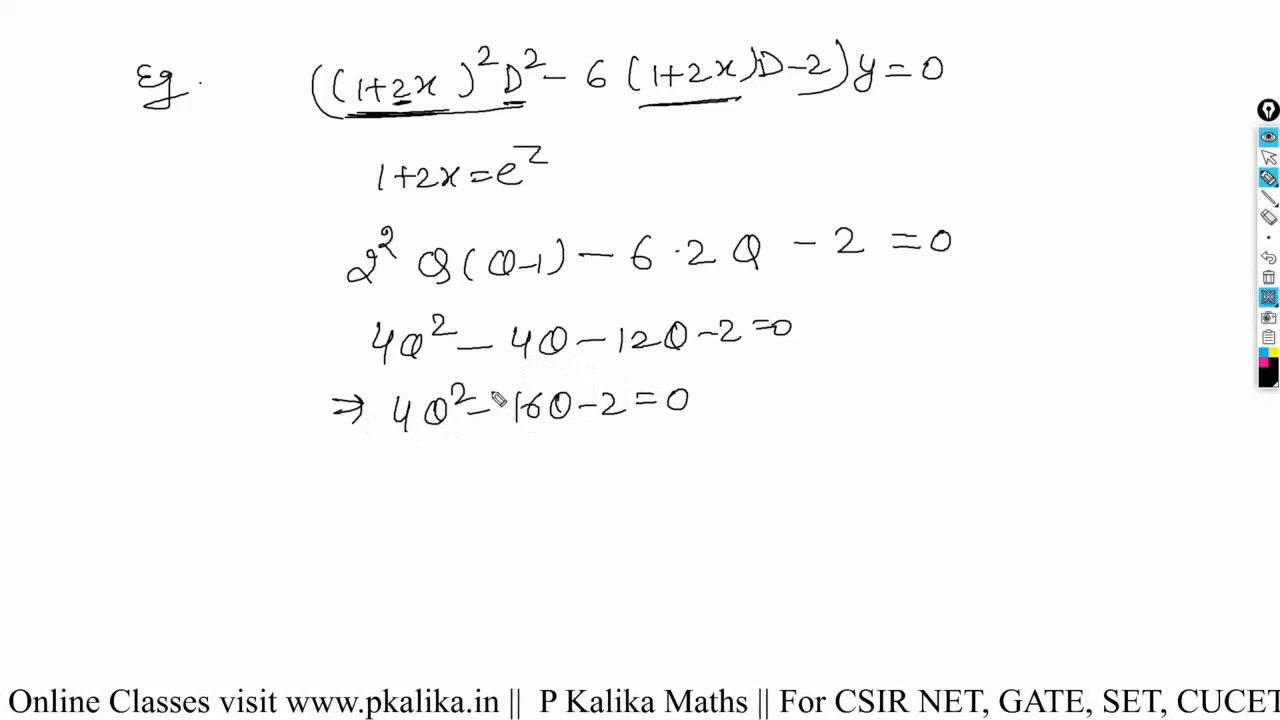 Eg. ((1+2x)²D² - 6(1+2x)D - 2)y = 0
1+2x = e^z
2² θ(θ-1) - 6·2θ - 2 = 0
4θ² - 4θ - 12θ - 2 = 0
⇒ 4θ² - 16θ - 2 = 0
Online Classes visit www.pkalika.in || P Kalika Maths || For CSIR NET, GATE, SET, CUCET